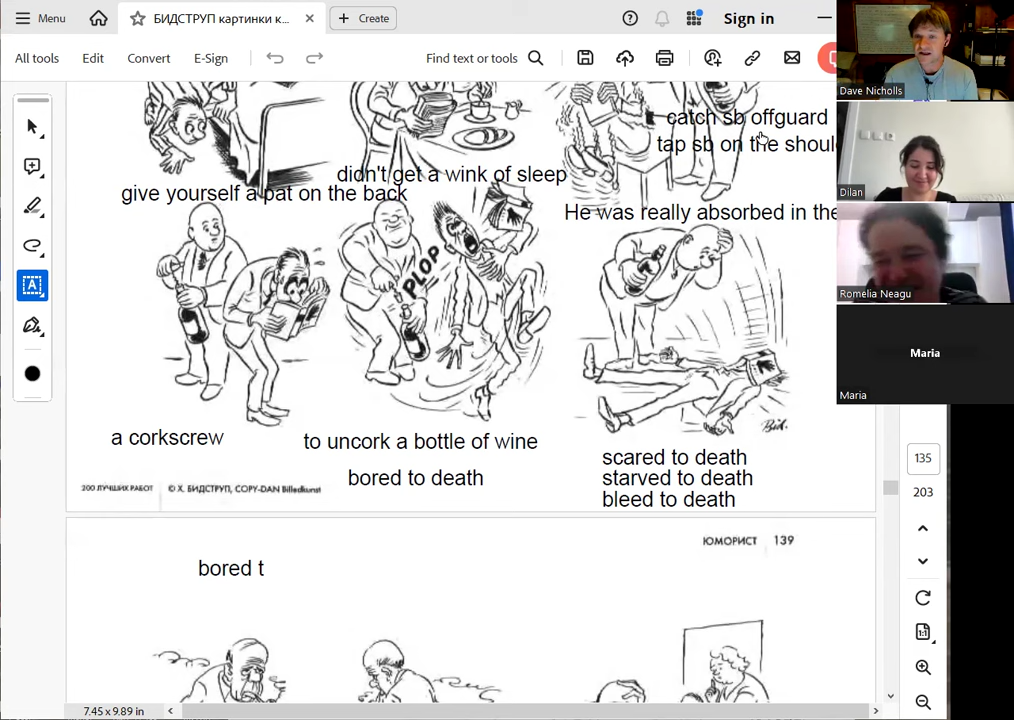 Menu
БИДСТРУП картинки к...
Create
Sign in
All tools
Edit
Convert
E-Sign
Find text or tools
Dave Nicholls
catch sb offguard
tap sb on the shoul
didn't get a wink of sleep
give yourself a pat on the back
He was really absorbed in the
Dilan
PLOP
Romelia Neagu
Maria
Maria
Bid.
a corkscrew
to uncork a bottle of wine
bored to death
scared to death
starved to death
bleed to death
200 ЛУЧШИХ РАБОТ
© Х. БИДСТРУП, COPY-DAN Billedkunst
135
203
ЮМОРИСТ 139
bored t
1:1
7.45 x 9.89 in